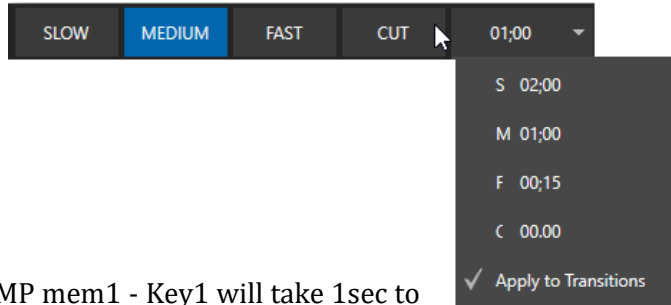 SLOW MEDIUM FAST CUT 01;00
S 02;00
M 01;00
F 00;15
C 00.00
Apply to Transitions
mem1 - Key1 will take 1sec to